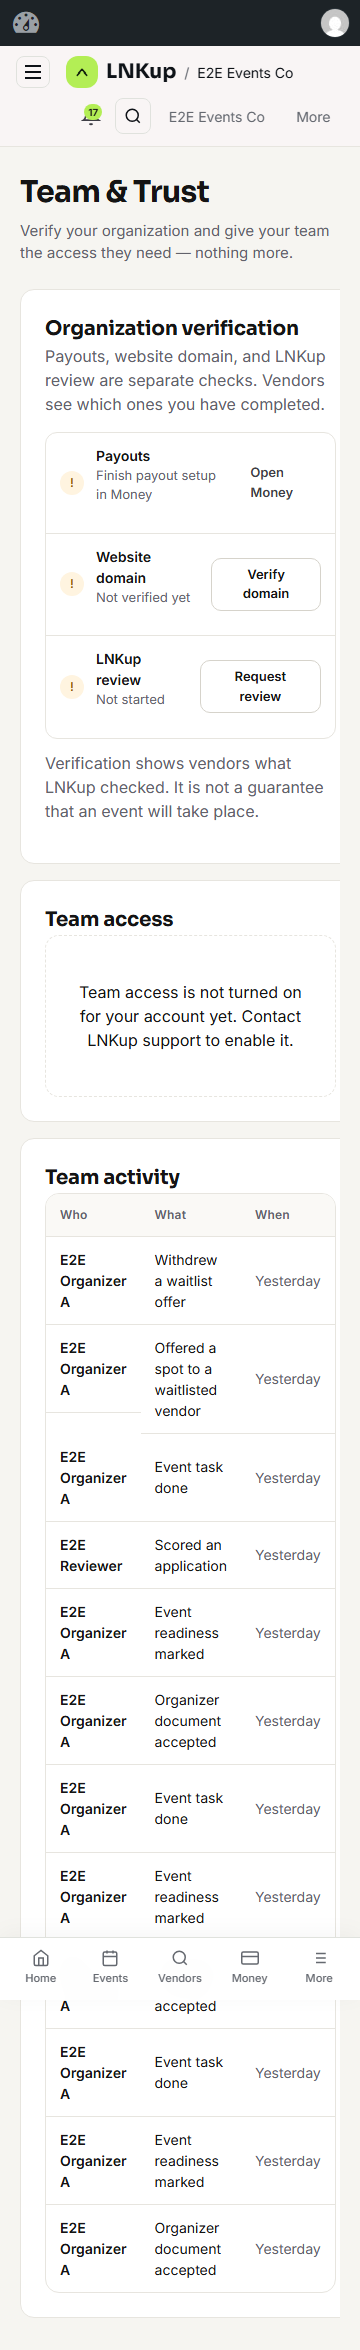 LNKup / E2E Events Co
17
E2E Events Co
More
Team & Trust
Verify your organization and give your team
the access they need — nothing more.
Organization verification
Payouts, website domain, and LNKup
review are separate checks. Vendors
see which ones you have completed.
!
Payouts
Finish payout setup
in Money
Open
Money
!
Website
domain
Not verified yet
Verify
domain
!
LNKup
review
Not started
Request
review
Verification shows vendors what
LNKup checked. It is not a guarantee
that an event will take place.
Team access
Team access is not turned on
for your account yet. Contact
LNKup support to enable it.
Team activity
Who What When
E2E
Organizer
A
Withdrew
a waitlist
offer
Yesterday
E2E
Organizer
A
Offered a
spot to a
waitlisted
vendor
Yesterday
E2E
Organizer
A
Event task
done
Yesterday
E2E
Reviewer
Scored an
application
Yesterday
E2E
Organizer
A
Event
readiness
marked
Yesterday
E2E
Organizer
A
Organizer
document
accepted
Yesterday
E2E
Organizer
A
Event task
done
Yesterday
E2E
Organizer
A
Event
readiness
marked
Yesterday
Home Events Vendors Money More
A
accepted
E2E
Organizer
A
Event task
done
Yesterday
E2E
Organizer
A
Event
readiness
marked
Yesterday
E2E
Organizer
A
Organizer
document
accepted
Yesterday